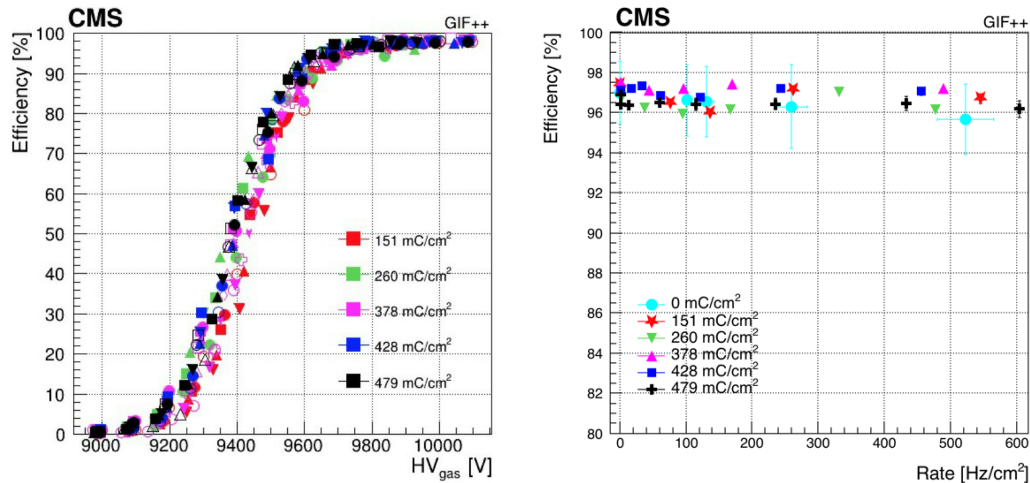 CMS
GIF++
Efficiency [%]
100
90
80
70
60
50
40
30
20
10
0
151 mC/cm²
260 mC/cm²
378 mC/cm²
428 mC/cm²
479 mC/cm²
9000
9200
9400
9600
9800
10000
HVgas [V]
CMS
GIF++
Efficiency [%]
100
98
96
94
92
90
88
86
84
82
80
0 mC/cm²
151 mC/cm²
260 mC/cm²
378 mC/cm²
428 mC/cm²
479 mC/cm²
0
100
200
300
400
500
600
Rate [Hz/cm²]